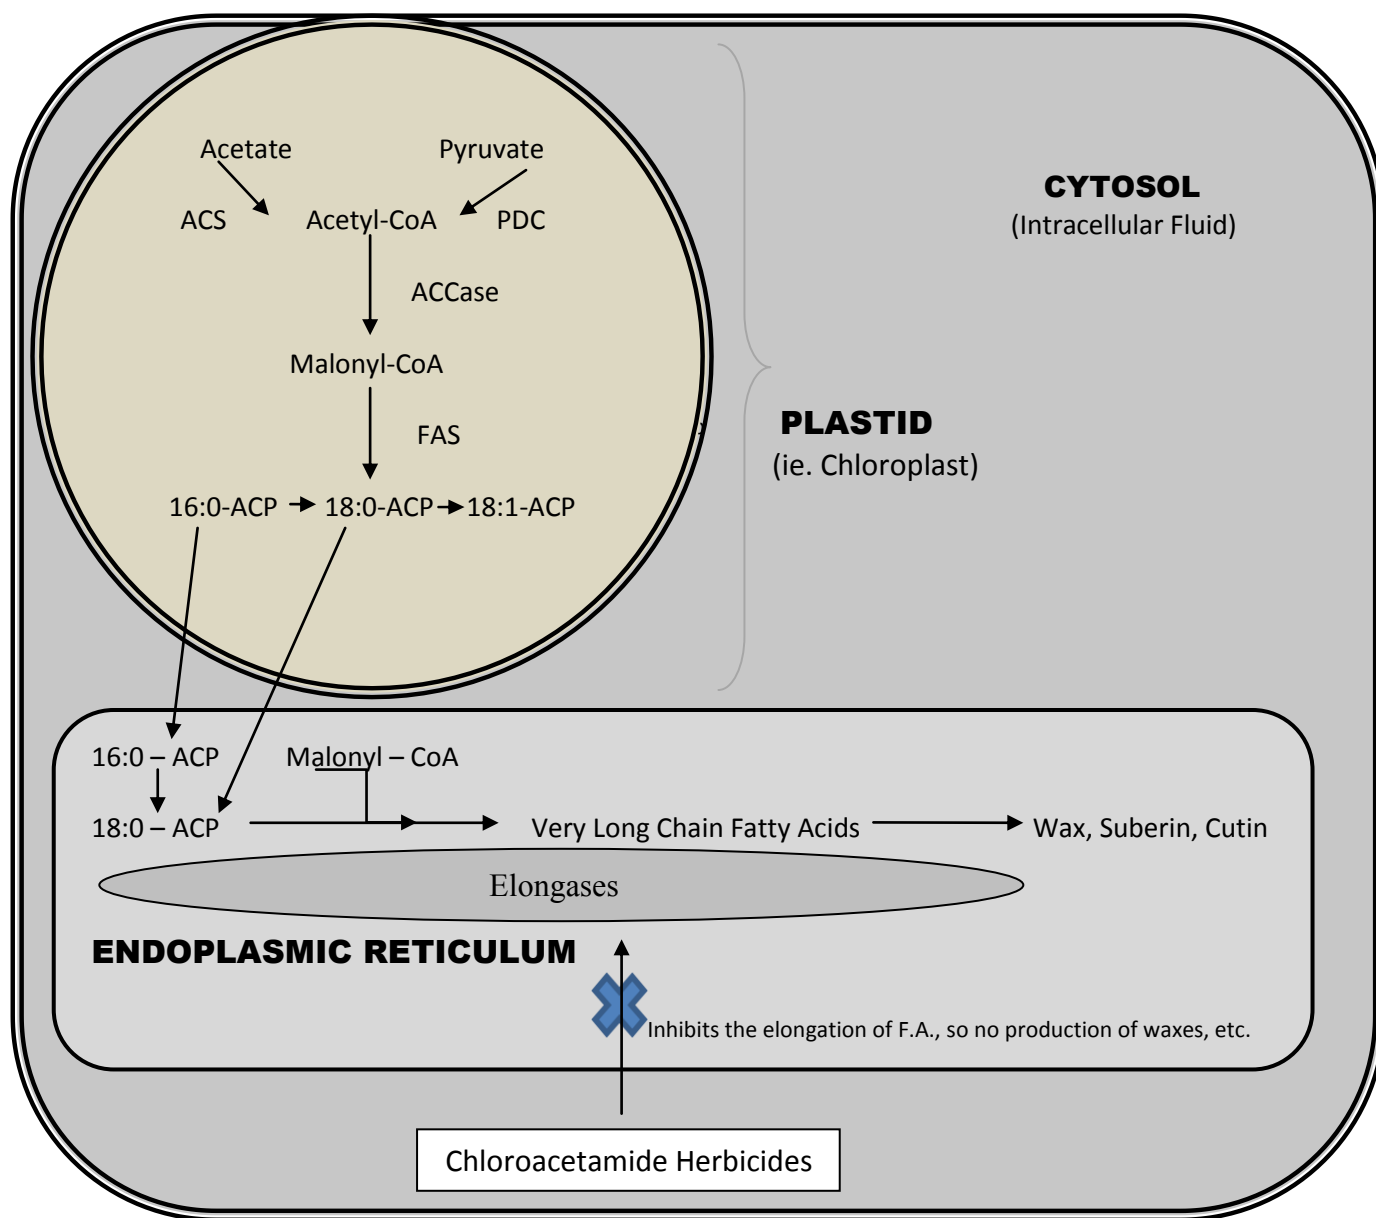 Acetate Pyruvate
ACS Acetyl-CoA PDC
ACCase
Malonyl-CoA
FAS
16:0-ACP 18:0-ACP 18:1-ACP
CYTOSOL
(Intracellular Fluid)
PLASTID
(ie. Chloroplast)
16:0 – ACP Malonyl – CoA
18:0 – ACP Very Long Chain Fatty Acids Wax, Suberin, Cutin
Elongases
ENDOPLASMIC RETICULUM
Inhibits the elongation of F.A., so no production of waxes, etc.
Chloroacetamide Herbicides